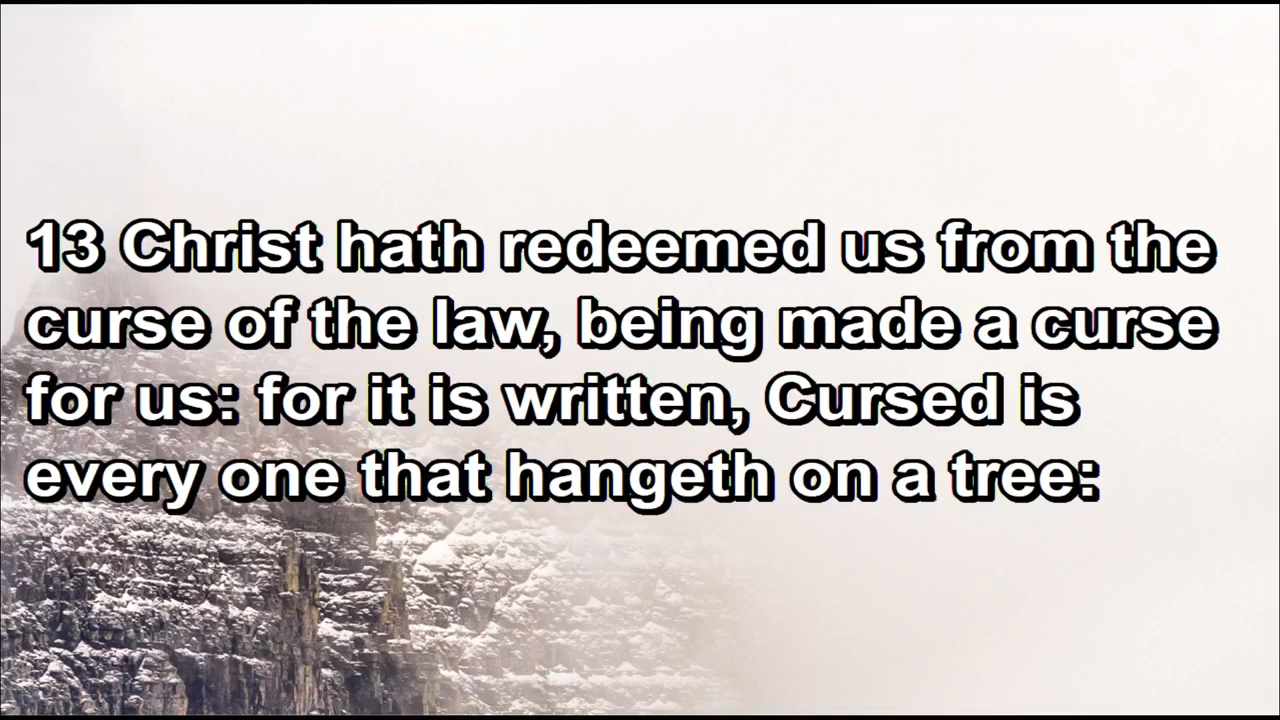 13 Christ hath redeemed us from the
curse of the law, being made a curse
for us: for it is written, Cursed is
every one that hangeth on a tree: